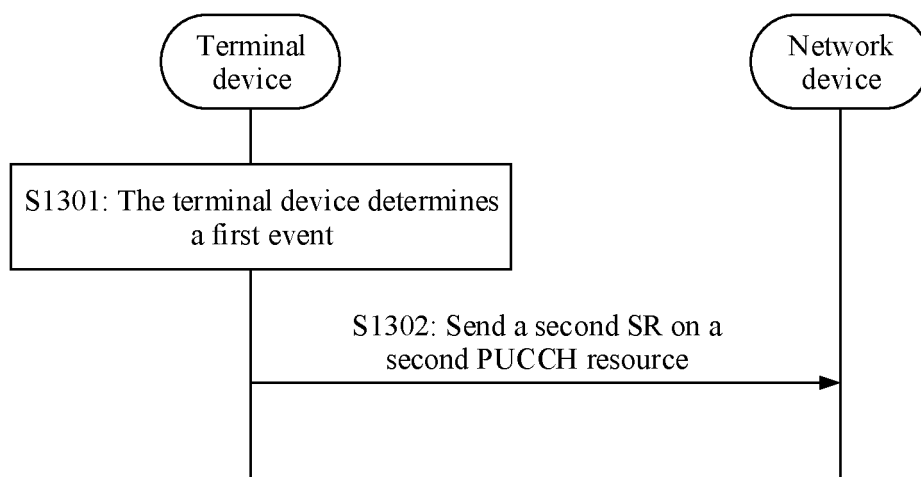 Terminal
device
Network
device
S1301: The terminal device determines
a first event
S1302: Send a second SR on a
second PUCCH resource